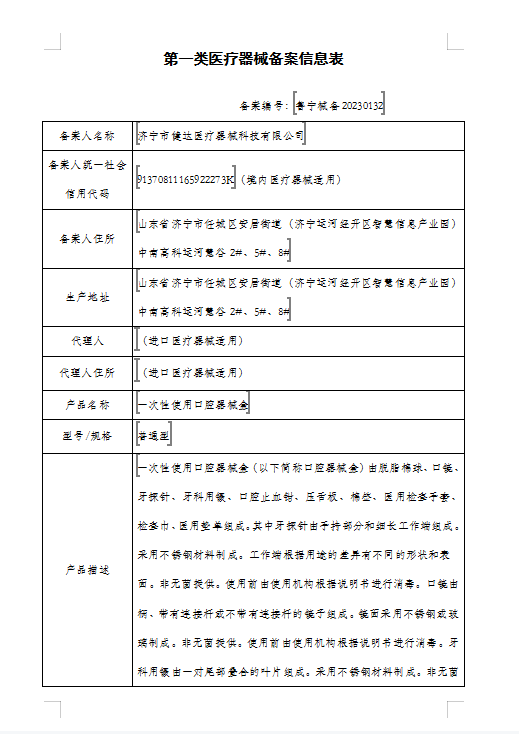 第一类医疗器械备案信息表
备案编号：鲁宁械备20230132
备案人名称
济宁市健达医疗器械科技有限公司
备案人统一社会
信用代码
91370811165922273K（境内医疗器械适用）
备案人住所
山东省济宁市任城区安居街道（济宁运河经开区智慧信息产业园）
中南高科运河慧谷 2#、5#、8#
生产地址
山东省济宁市任城区安居街道（济宁运河经开区智慧信息产业园）
中南高科运河慧谷 2#、5#、8#
代理人
（进口医疗器械适用）
代理人住所
（进口医疗器械适用）
产品名称
一次性使用口腔器械盒
型号/规格
普通型
产品描述
一次性使用口腔器械盒（以下简称口腔器械盒）由脱脂棉球、口镜、
牙探针、牙科用镊、口腔止血钳、压舌板、棉垫、医用检查手套、
检查巾、医用垫单组成。其中牙探针由手持部分和细长工作端组成。
采用不锈钢材料制成。工作端根据用途的差异有不同的形状和表
面。非无菌提供。使用前由使用机构根据说明书进行消毒。口镜由
柄、带有连接杆或不带有连接杆的镜子组成。镜面采用不锈钢或玻
璃制成。非无菌提供。使用前由使用机构根据说明书进行消毒。牙
科用镊由一对尾部叠合的叶片组成。采用不锈钢材料制成。非无菌